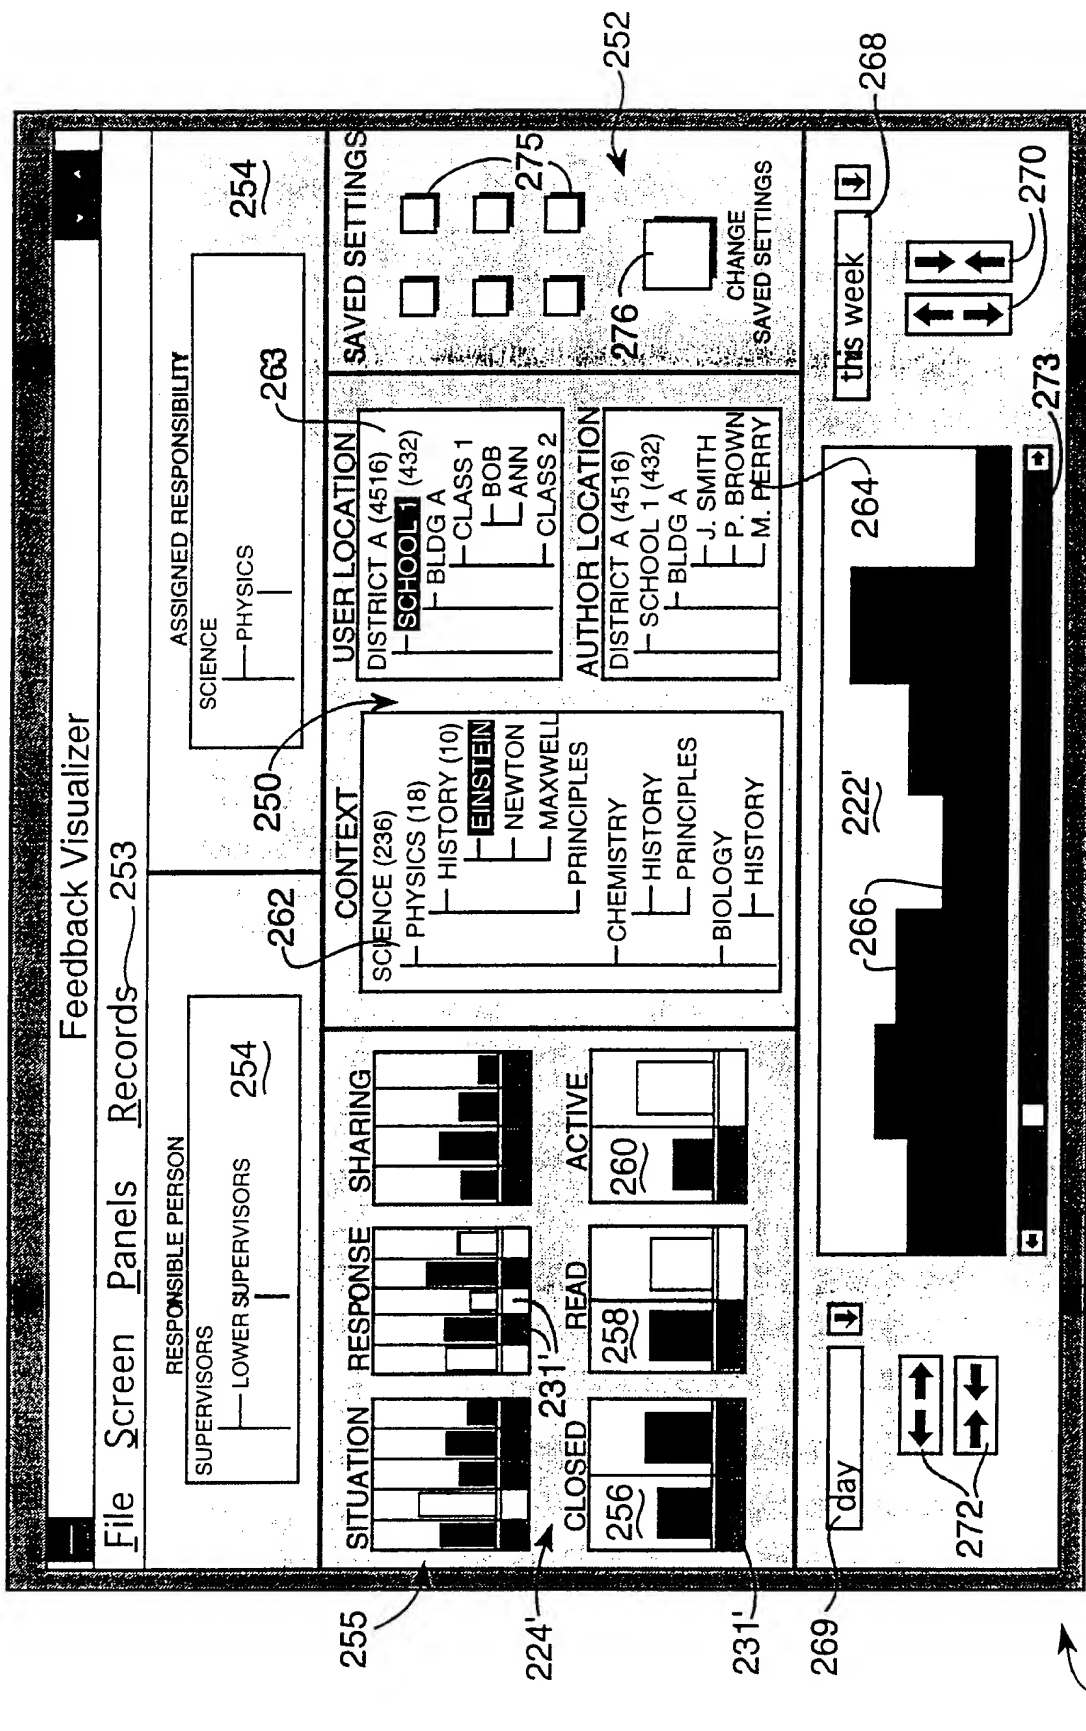 Feedback Visualizer
File Screen Panels Records 253
RESPONSIBLE PERSON
SUPERVISORS
LOWER SUPERVISORS
254
ASSIGNED RESPONSIBILITY
SCIENCE
PHYSICS
254
255
SITUATION
RESPONSE
SHARING
231'
224'
CLOSED
256
READ
258
ACTIVE
260
231'
262
250
263
CONTEXT
SCIENCE (236)
PHYSICS (18)
HISTORY (10)
EINSTEIN
NEWTON
MAXWELL
PRINCIPLES
CHEMISTRY
HISTORY
PRINCIPLES
BIOLOGY
HISTORY
USER LOCATION
DISTRICT A (4516)
SCHOOL 1 (432)
BLDG A
CLASS 1
BOB
ANN
CLASS 2
AUTHOR LOCATION
DISTRICT A (4516)
SCHOOL 1 (432)
BLDG A
J. SMITH
P. BROWN
M. PERRY
264
SAVED SETTINGS
275
276
CHANGE
SAVED SETTINGS
252
269
day
272
266
222'
this week
268
270
273